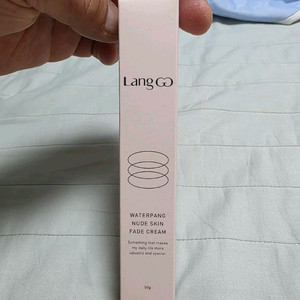 LangGO
WATERPANG
NUDE SKIN
FADE CREAM
Something that makes
my daily life more
valuable and special.
50g